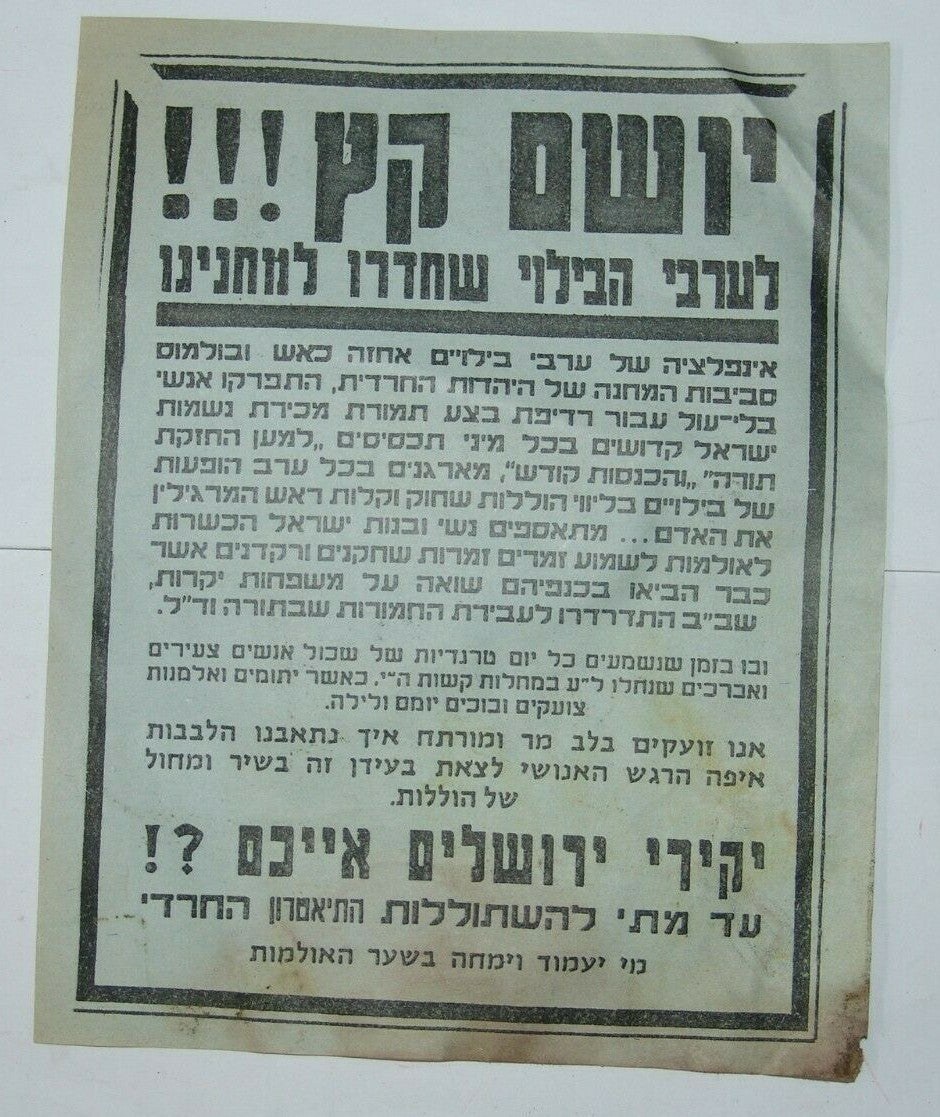 יושם קץ!!!
לערבי הבילוי שחדרו למחנינו
אינפלציה של ערבי בילויים אחזה כאש ובולמוס
סביבות המחנה של היהדות החרדית, התפרקו אנשי
בלי־עול עבור רדיפת בצע תמורת מכירת נשמות
ישראל קדושים בכל מיני תכסיסים „למען החזקת
תורה” „והכנסות קודש”, מארגנים בכל ערב הופעות
של בילויים בליווי הוללות שחוק וקלות ראש המרגילין
את האדם... מתאספים נשי ובנות ישראל הכשרות
לאולמות לשמוע זמרים זמרות שחקנים ורקדנים אשר
כבר הביאו בכנפיהם שואה על משפחות יקרות,
שב״ב התדרדרו לעבירת החמורות שבתורה וד״ל.
ובו בזמן שנשמעים כל יום טרגדיות של שכול אנשים צעירים
ואברכים שנחלו ל״ע במחלות קשות ה״י. כאשר יתומים ואלמנות
צועקים ובוכים יומם ולילה.
אנו זועקים בלב מר ומורתח איך נתאבנו הלבבות
איפה הרגש האנושי לצאת בעידן זה בשיר ומחול
של הוללות.
יקירי ירושלים אייכם ?!
עד מתי להשתוללות התיאטרון החרדי
מי יעמוד וימחה בשער האולמות